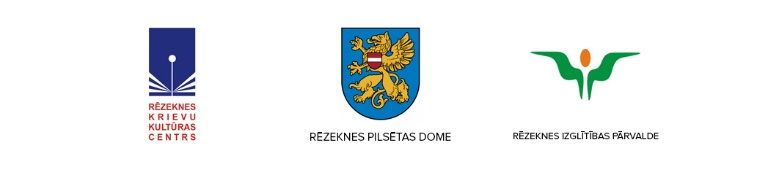 RĒZEKNES
KRIEVU
KULTŪRAS
CENTRS
RĒZEKNES PILSĒTAS DOME
RĒZEKNES IZGLĪTĪBAS PĀRVALDE